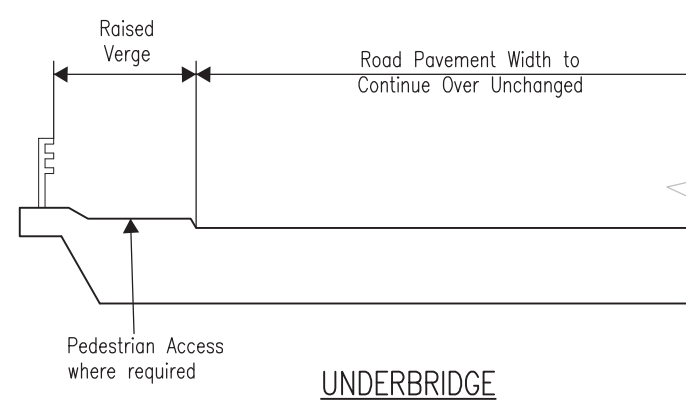 Raised
Verge
Road Pavement Width to
Continue Over Unchanged
Pedestrian Access
where required
UNDERBRIDGE